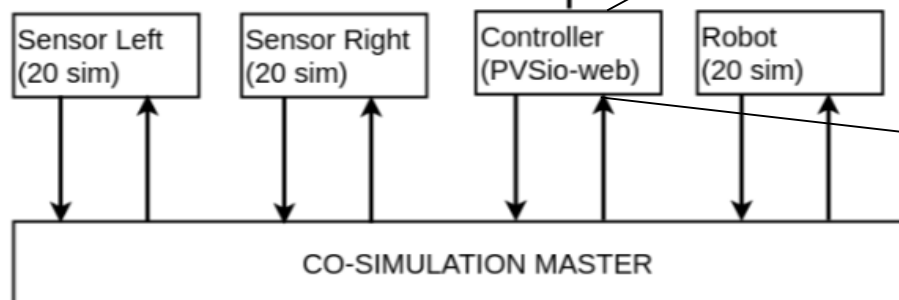 Sensor Left
(20 sim)
Sensor Right
(20 sim)
Controller
(PVSio-web)
Robot
(20 sim)
CO-SIMULATION MASTER